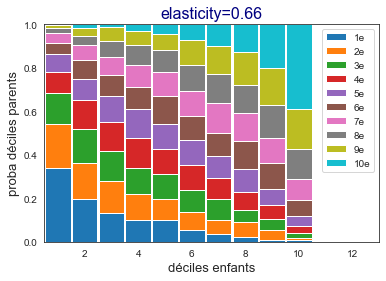 elasticity=0.66
1.0
0.8
0.6
0.4
0.2
0.0
proba déciles parents
1e
2e
3e
4e
5e
6e
7e
8e
9e
10e
2 4 6 8 10 12
déciles enfants